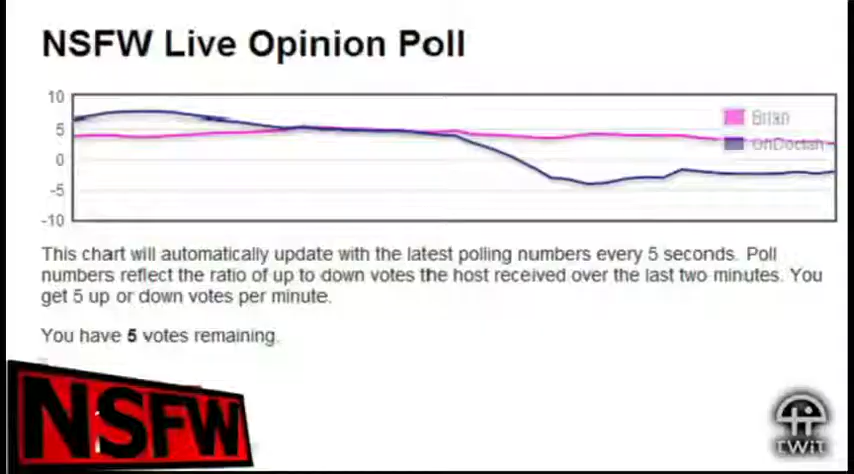 NSFW Live Opinion Poll
10
5
0
-5
-10
Brian
OhDoctah
This chart will automatically update with the latest polling numbers every 5 seconds. Poll
numbers reflect the ratio of up to down votes the host received over the last two minutes. You
get 5 up or down votes per minute.
You have 5 votes remaining.
NSFW
TWiT